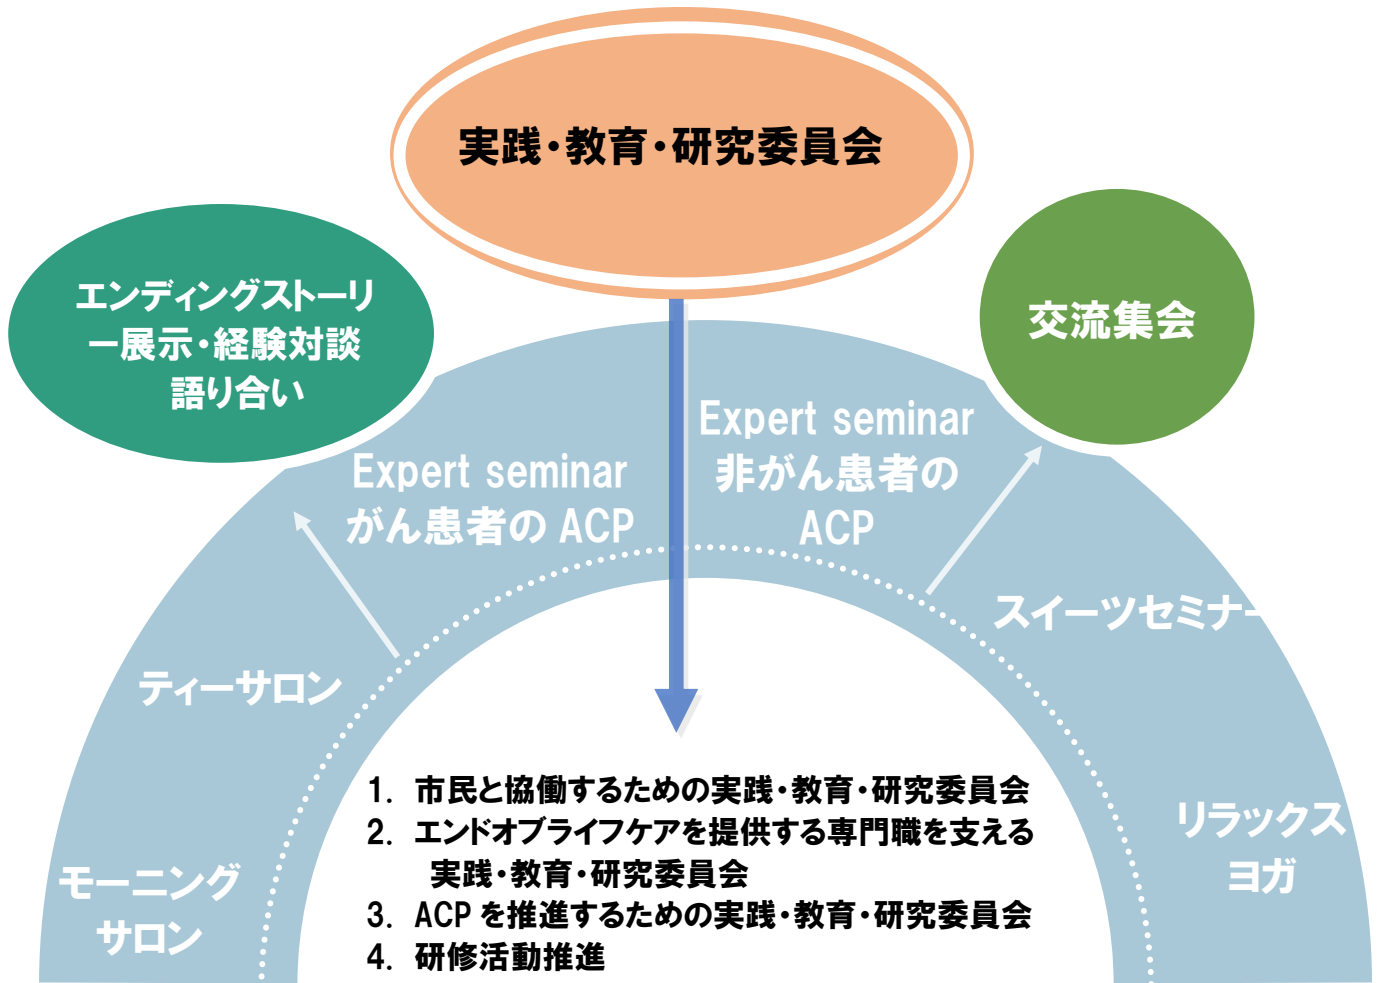 実践・教育・研究委員会
エンディングストーリ
ー展示・経験対談
語り合い
交流集会
Expert seminar
がん患者の ACP
Expert seminar
非がん患者の
ACP
ティーサロン
スイーツセミナー
モーニング
サロン
リラックス
ヨガ
1. 市民と協働するための実践・教育・研究委員会
2. エンドオブライフケアを提供する専門職を支える
実践・教育・研究委員会
3. ACP を推進するための実践・教育・研究委員会
4. 研修活動推進